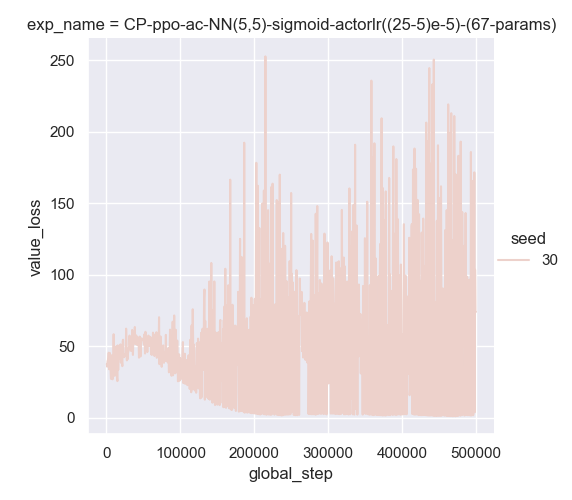 exp_name = CP-ppo-ac-NN(5,5)-sigmoid-actorlr((25-5)e-5)-(67-params)
250
200
150
100
50
0
value_loss
0 100000 200000 300000 400000 500000
global_step
seed
30